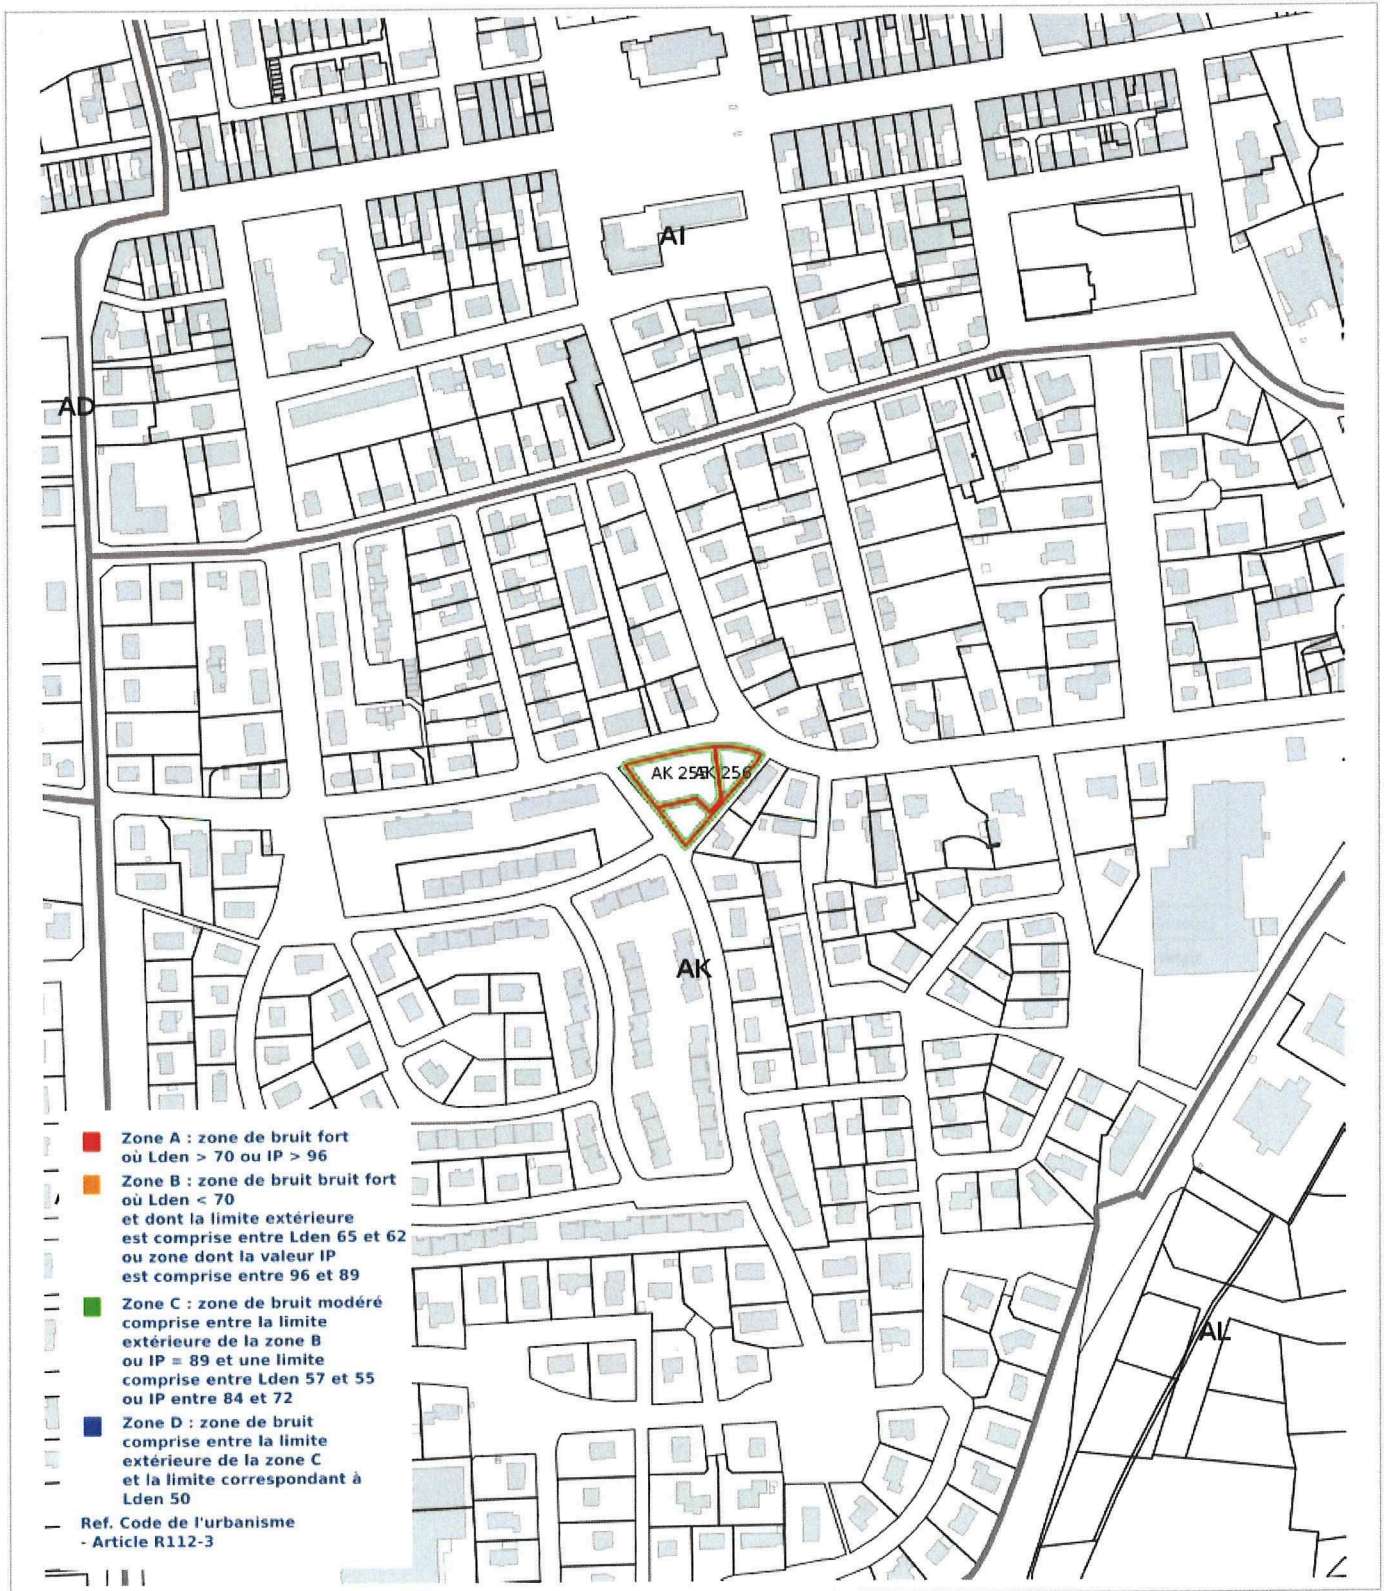 AI
AD
AK 255
AK 256
AK
AL
Zone A : zone de bruit fort
où Lden > 70 ou IP > 96
Zone B : zone de bruit bruit fort
où Lden < 70
et dont la limite extérieure
est comprise entre Lden 65 et 62
ou zone dont la valeur IP
est comprise entre 96 et 89
Zone C : zone de bruit modéré
comprise entre la limite
extérieure de la zone B
ou IP = 89 et une limite
comprise entre Lden 57 et 55
ou IP entre 84 et 72
Zone D : zone de bruit
comprise entre la limite
extérieure de la zone C
et la limite correspondant à
Lden 50
Ref. Code de l'urbanisme
- Article R112-3